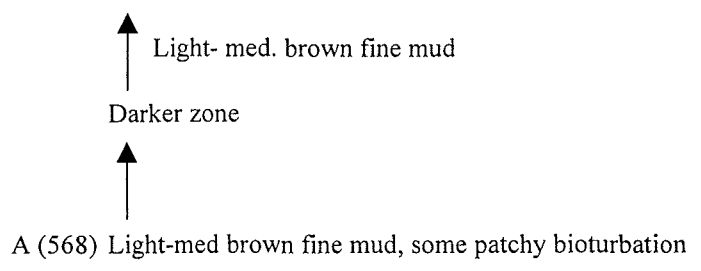 Light- med. brown fine mud
Darker zone
A (568) Light-med brown fine mud, some patchy bioturbation